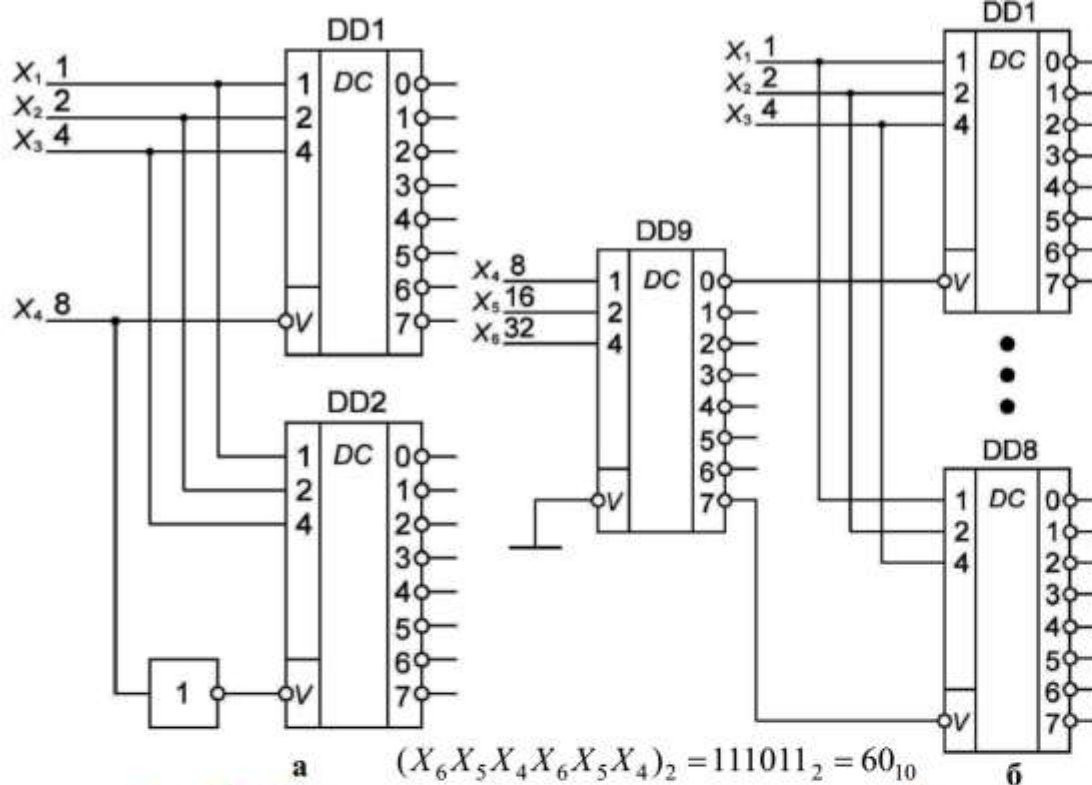 DD1
X₁ 1
X₂ 2
X₃ 4
X₄ 8
1 DC 0
2 1
4 2
3
4
5
6
V 7
DD2
1 DC 0
2 1
4 2
3
4
5
6
V 7
1
а
DD9
X₄ 8
X₅ 16
X₆ 32
1 DC 0
2 1
4 2
3
4
5
6
V 7
DD1
X₁ 1
X₂ 2
X₃ 4
1 DC 0
2 1
4 2
3
4
5
6
V 7
DD8
1 DC 0
2 1
4 2
3
4
5
6
V 7
(X₆X₅X₄X₆X₅X₄)₂ = 111011₂ = 60₁₀
б